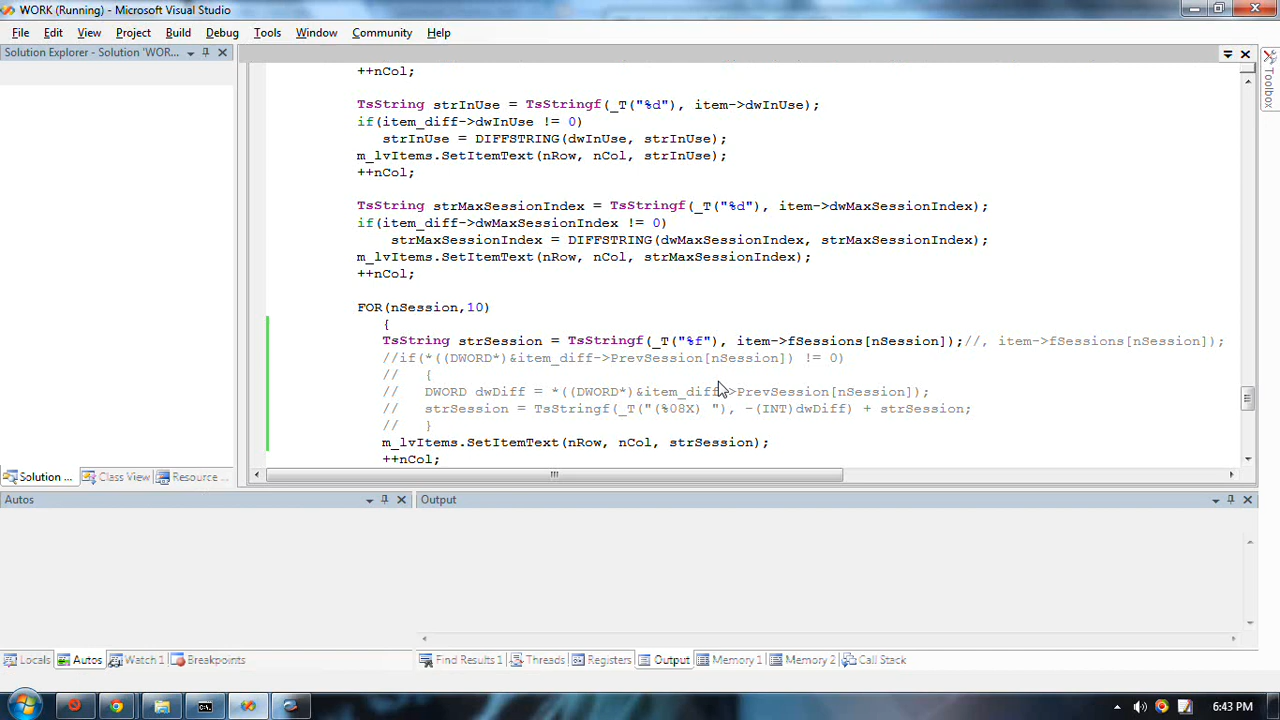 WORK (Running) - Microsoft Visual Studio
File Edit View Project Build Debug Tools Window Community Help
Solution Explorer - Solution 'WOR...
Toolbox
++nCol;
TsString strInUse = TsStringf(_T("%d"), item->dwInUse);
if(item_diff->dwInUse != 0)
strInUse = DIFFSTRING(dwInUse, strInUse);
m_lvItems.SetItemText(nRow, nCol, strInUse);
++nCol;
TsString strMaxSessionIndex = TsStringf(_T("%d"), item->dwMaxSessionIndex);
if(item_diff->dwMaxSessionIndex != 0)
strMaxSessionIndex = DIFFSTRING(dwMaxSessionIndex, strMaxSessionIndex);
m_lvItems.SetItemText(nRow, nCol, strMaxSessionIndex);
++nCol;
FOR(nSession,10)
{
TsString strSession = TsStringf(_T("%f"), item->fSessions[nSession]);//, item->fSessions[nSession]);
//if(*((DWORD*)&item_diff->PrevSession[nSession]) != 0)
// {
// DWORD dwDiff = *((DWORD*)&item_diff->PrevSession[nSession]);
// strSession = TsStringf(_T("(%08X) "), -(INT)dwDiff) + strSession;
// }
m_lvItems.SetItemText(nRow, nCol, strSession);
++nCol;
Solution ... Class View Resource ...
Autos
Output
Locals Autos Watch 1 Breakpoints
Find Results 1 Threads Registers Output Memory 1 Memory 2 Call Stack
6:43 PM